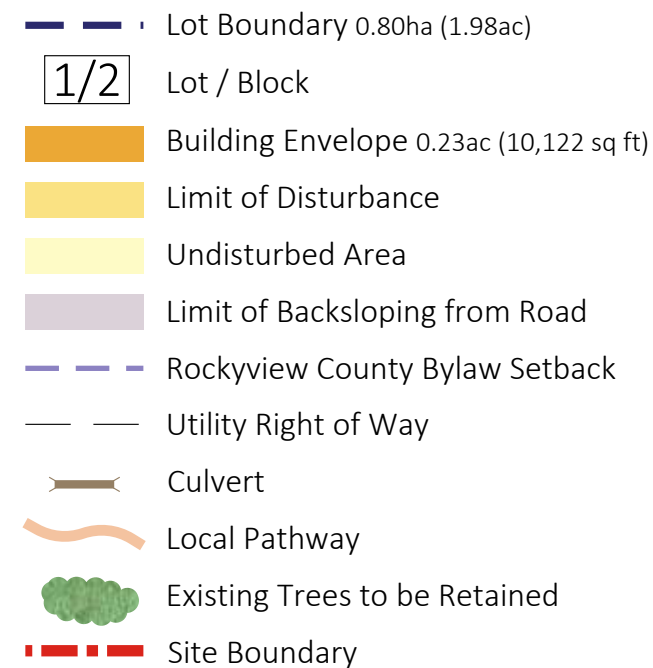 Lot Boundary 0.80ha (1.98ac)
1/2 Lot / Block
Building Envelope 0.23ac (10,122 sq ft)
Limit of Disturbance
Undisturbed Area
Limit of Backsloping from Road
Rockyview County Bylaw Setback
Utility Right of Way
Culvert
Local Pathway
Existing Trees to be Retained
Site Boundary